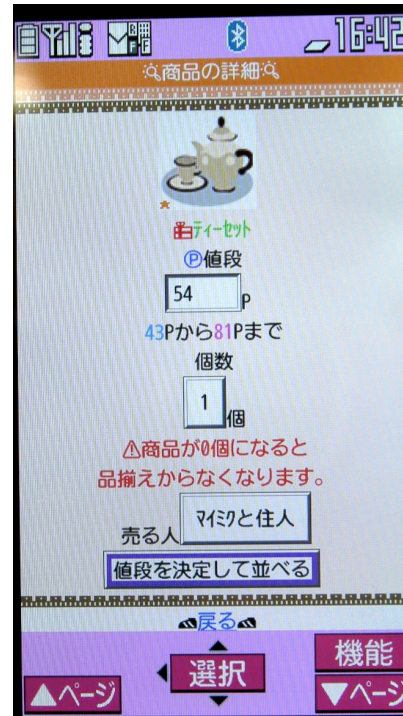 16:42
商品の詳細
ティーセット
Ⓟ値段
54 P
43Pから81Pまで
個数
1 個
⚠商品が0個になると
品揃えからなくなります。
売る人 マイミクと住人
値段を決定して並べる
戻る
機能
選択
▲ページ
▼ページ